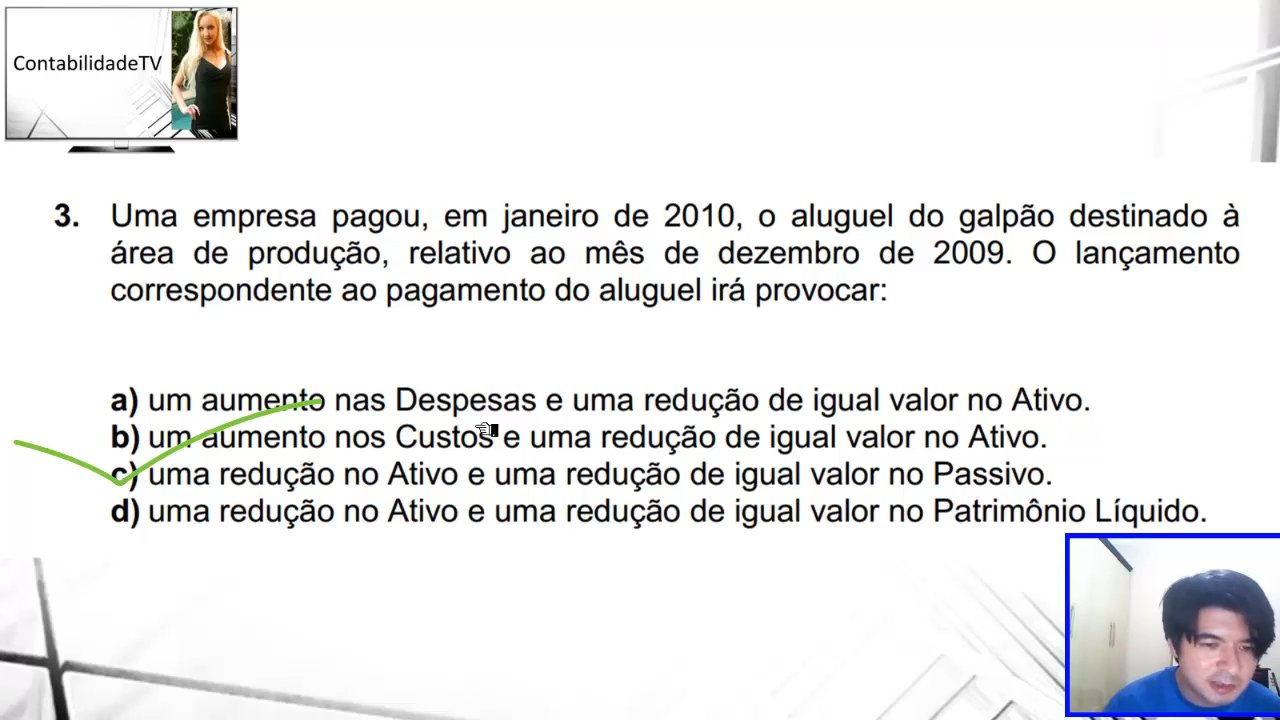 ContabilidadeTV
3. Uma empresa pagou, em janeiro de 2010, o aluguel do galpão destinado à
área de produção, relativo ao mês de dezembro de 2009. O lançamento
correspondente ao pagamento do aluguel irá provocar:
a) um aumento nas Despesas e uma redução de igual valor no Ativo.
b) um aumento nos Custos e uma redução de igual valor no Ativo.
c) uma redução no Ativo e uma redução de igual valor no Passivo.
d) uma redução no Ativo e uma redução de igual valor no Patrimônio Líquido.